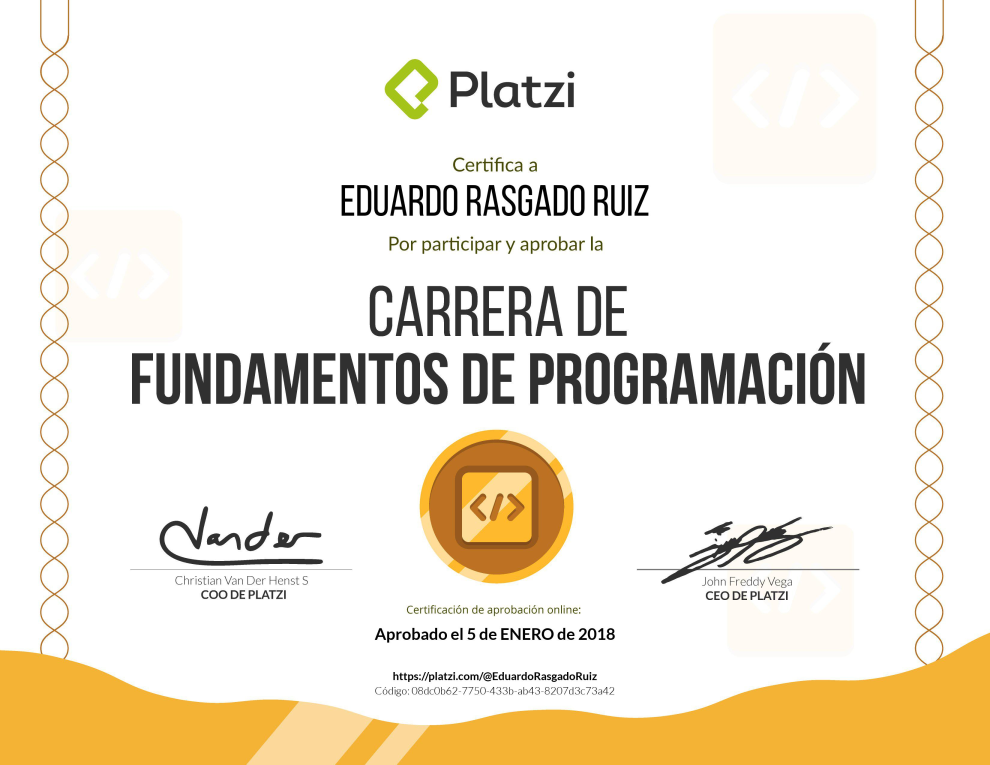 Platzi
Certifica a
EDUARDO RASGADO RUIZ
Por participar y aprobar la
CARRERA DE
FUNDAMENTOS DE PROGRAMACIÓN
</>
Vander
Christian Van Der Henst S
COO DE PLATZI
John Freddy Vega
CEO DE PLATZI
Certificación de aprobación online:
Aprobado el 5 de ENERO de 2018
https://platzi.com/@EduardoRasgadoRuiz
Código: 08dc0b62-7750-433b-ab43-8207d3c73a42